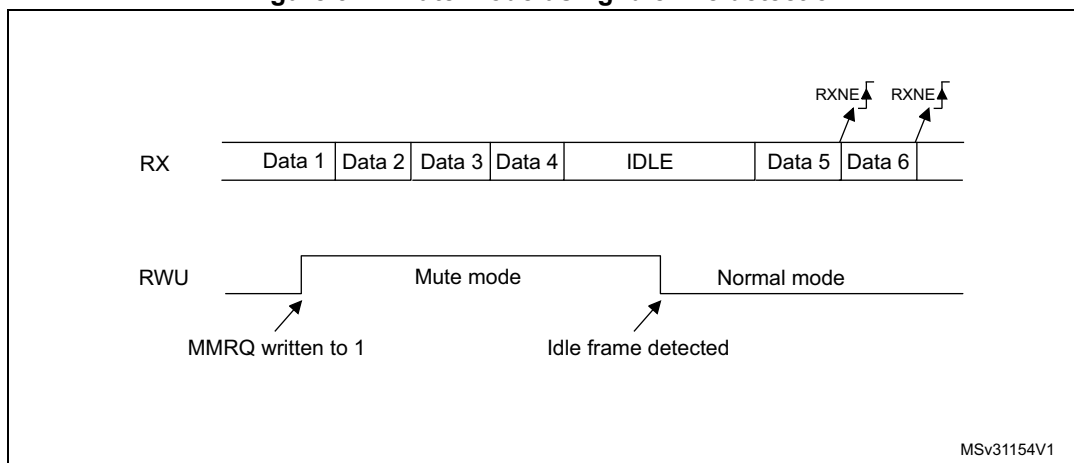 RXNE RXNE
RX Data 1 Data 2 Data 3 Data 4 IDLE Data 5 Data 6
RWU Mute mode Normal mode
MMRQ written to 1 Idle frame detected
MSv31154V1